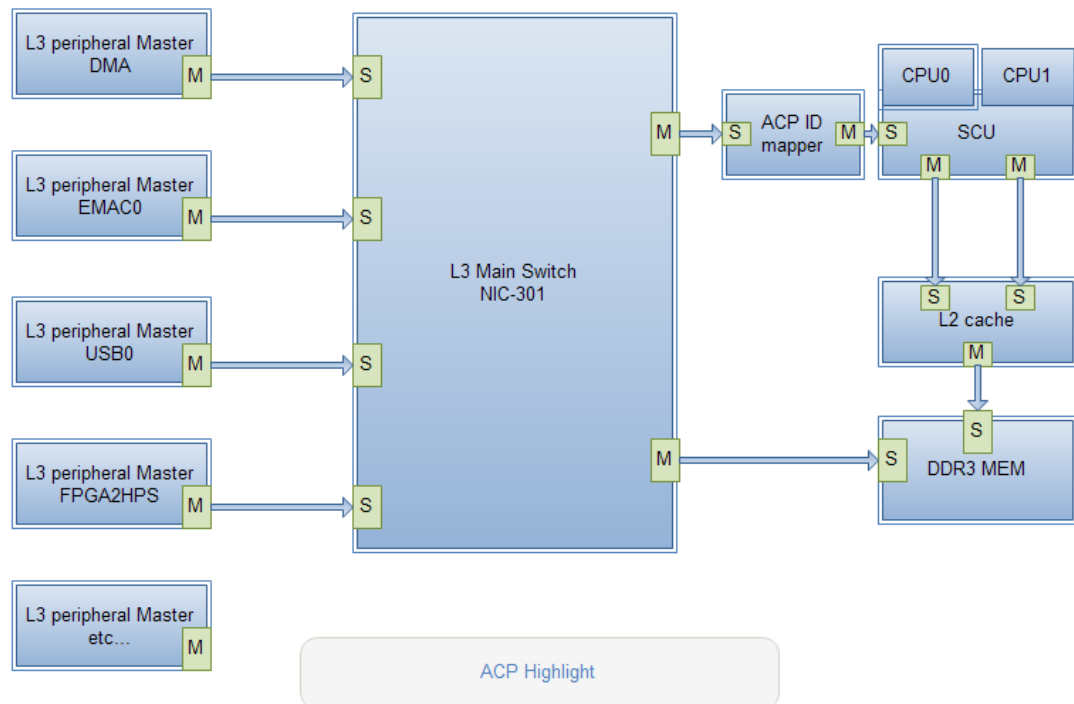 L3 peripheral Master
DMA
M
S
L3 peripheral Master
EMAC0
M
S
L3 peripheral Master
USB0
M
S
L3 peripheral Master
FPGA2HPS
M
S
L3 peripheral Master
etc...
M
L3 Main Switch
NIC-301
M
M
S
ACP ID
mapper
M
CPU0
CPU1
S
SCU
M
M
S
S
L2 cache
M
S
S
DDR3 MEM
ACP Highlight